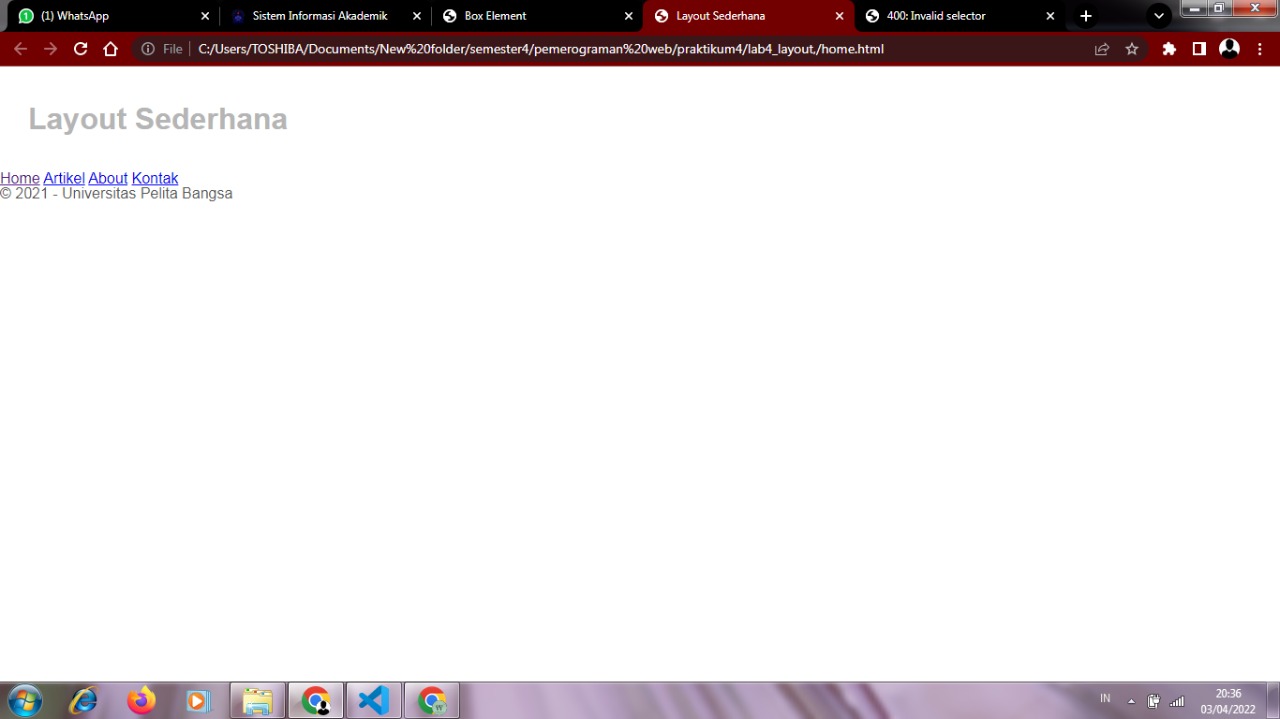 (1) WhatsApp
Sistem Informasi Akademik
Box Element
Layout Sederhana
400: Invalid selector
File
C:/Users/TOSHIBA/Documents/New%20folder/semester4/pemerograman%20web/praktikum4/lab4_layout,/home.html
Layout Sederhana
Home Artikel About Kontak
© 2021 - Universitas Pelita Bangsa
IN
20:36
03/04/2022